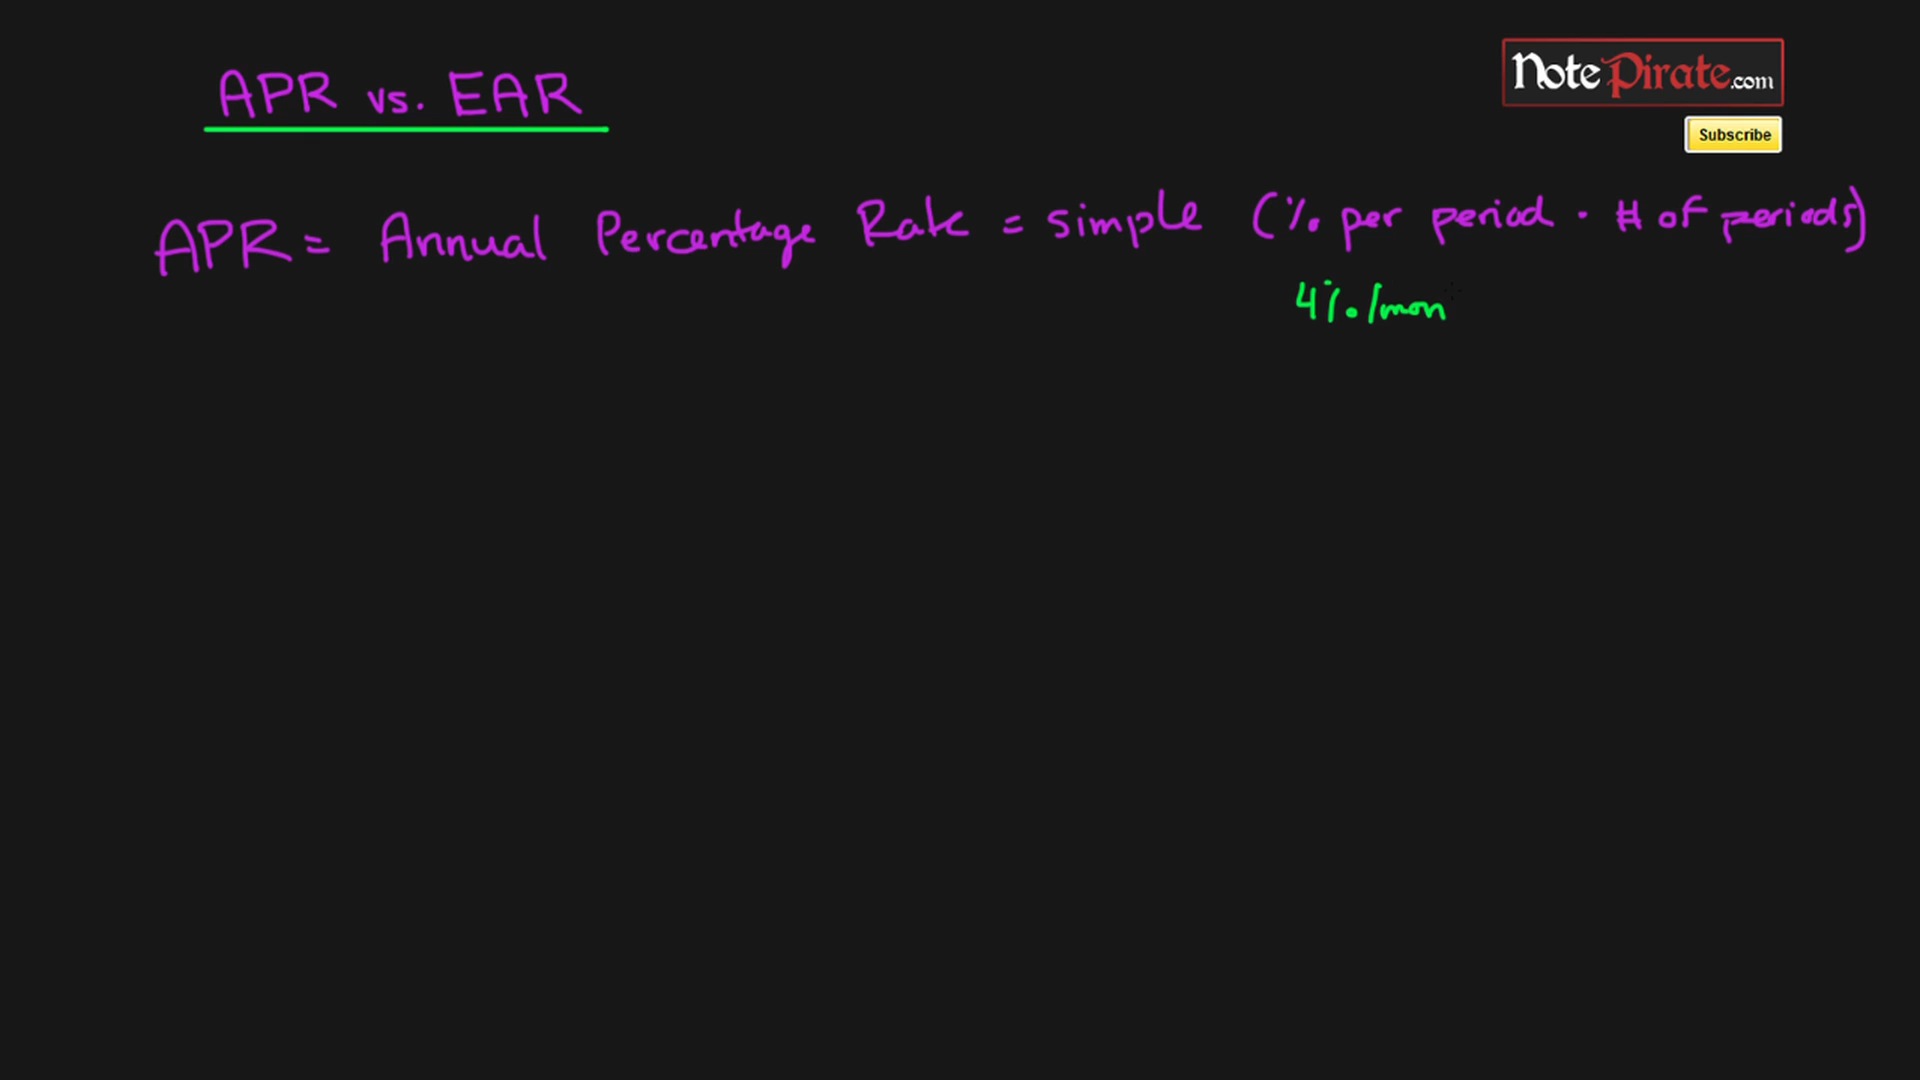 APR vs. EAR
NotePirate.com
Subscribe
APR = Annual Percentage Rate = simple (% per period · # of periods)
4%/mon